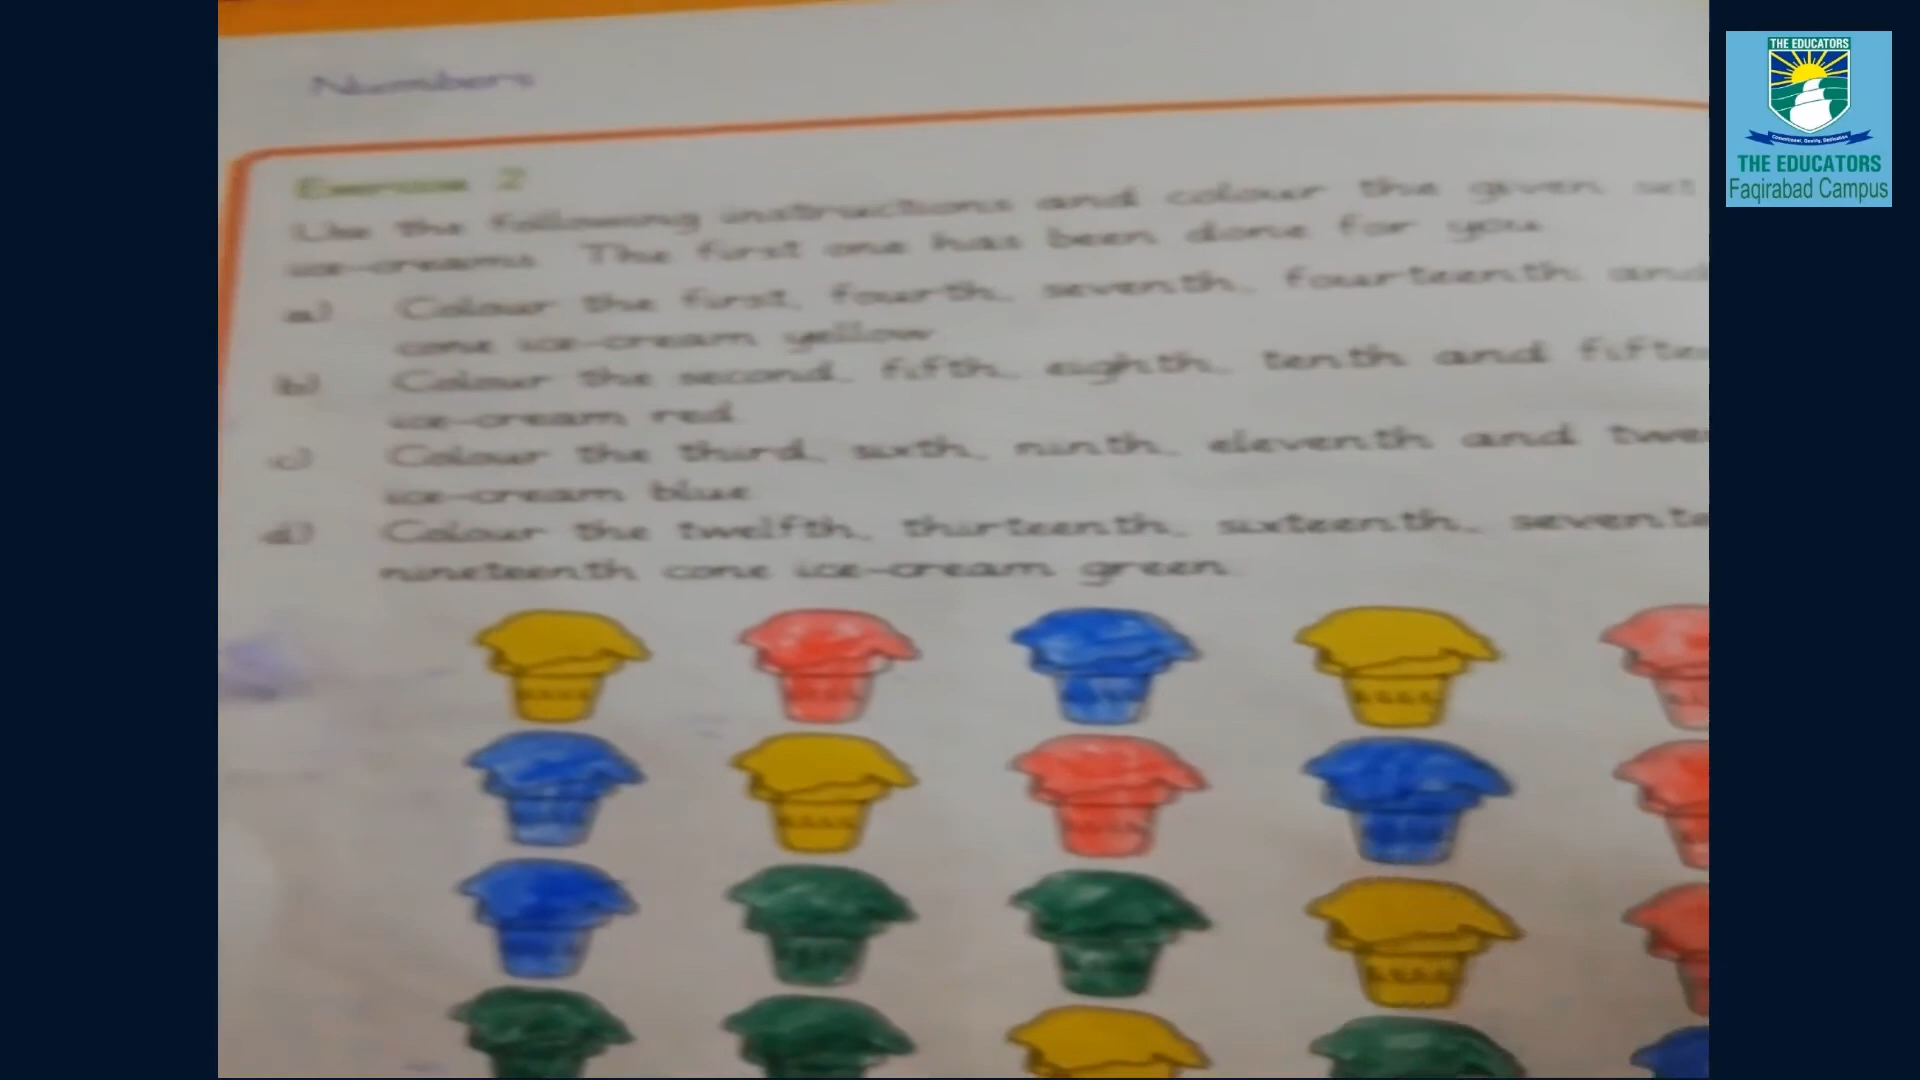 Numbers
Exercise 2
Use the following instructions and colour the given set
ice-creams. The first one has been done for you.
a) Colour the first, fourth, seventh, fourteenth and
cone ice-cream yellow.
b) Colour the second, fifth, eighth, tenth and fiftee
ice-cream red.
c) Colour the third, sixth, ninth, eleventh and twe
ice-cream blue.
d) Colour the twelfth, thirteenth, sixteenth, sevente
nineteenth cone ice-cream green.
THE EDUCATORS
THE EDUCATORS
Faqirabad Campus